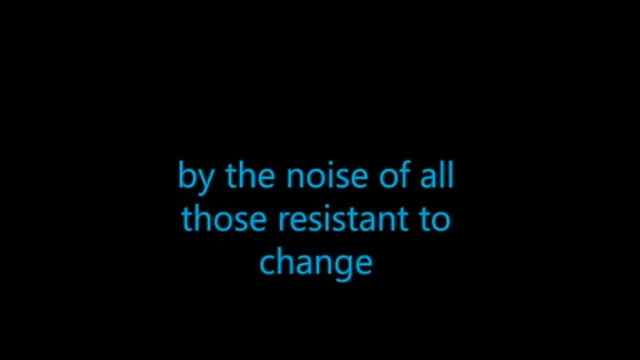 by the noise of all
those resistant to
change